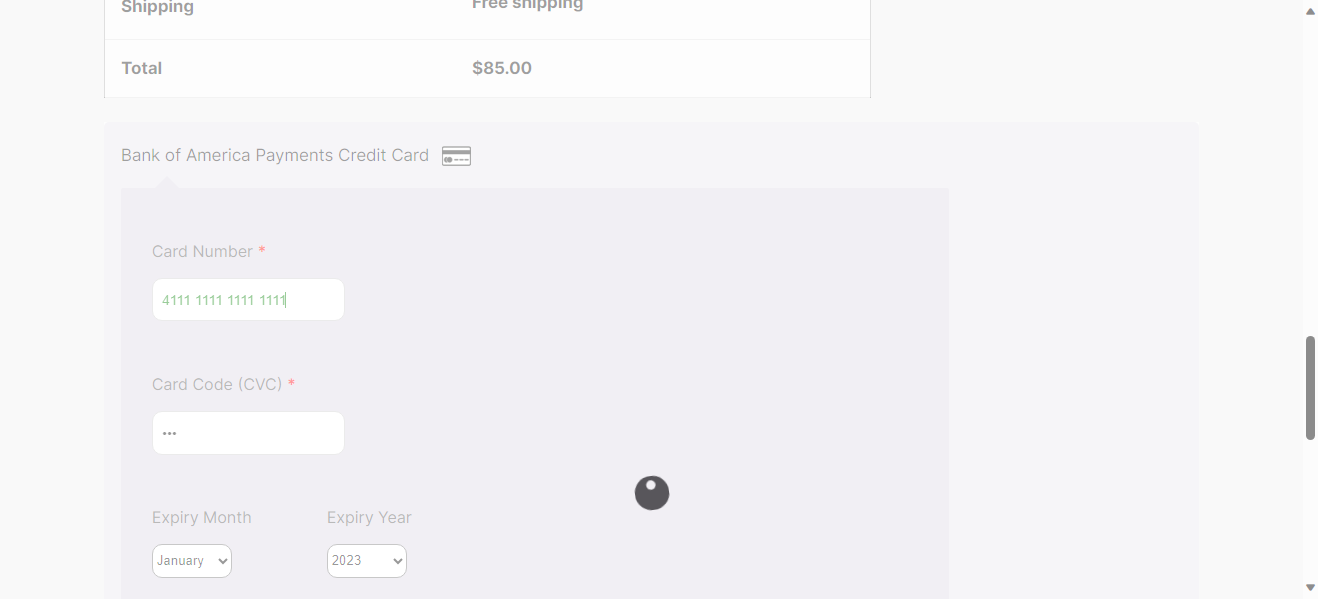 Shipping Free shipping
Total $85.00
Bank of America Payments Credit Card
Card Number *
4111 1111 1111 1111
Card Code (CVC) *
•••
Expiry Month Expiry Year
January 2023